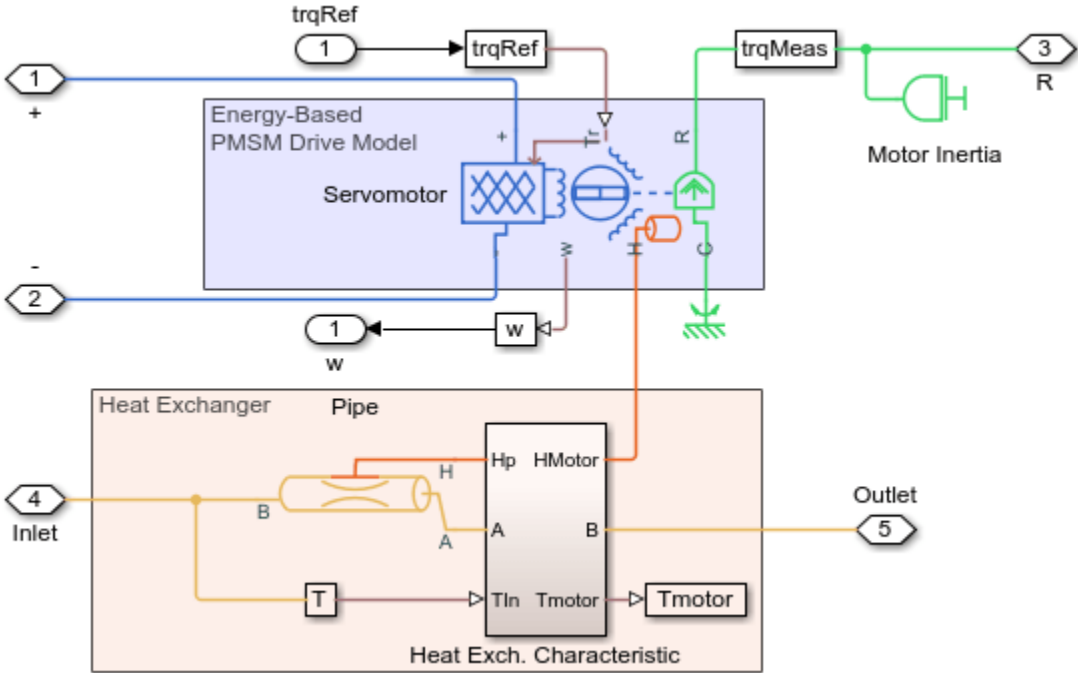 trqRef
1
trqRef
trqMeas
3
R
1
+
Energy-Based
PMSM Drive Model
+
Tr
R
Motor Inertia
Servomotor
-
w
H
C
-
2
1
w
w
Heat Exchanger
Pipe
H
Hp
HMotor
4
Inlet
B
A
A
B
Outlet
5
T
TIn
Tmotor
Tmotor
Heat Exch. Characteristic